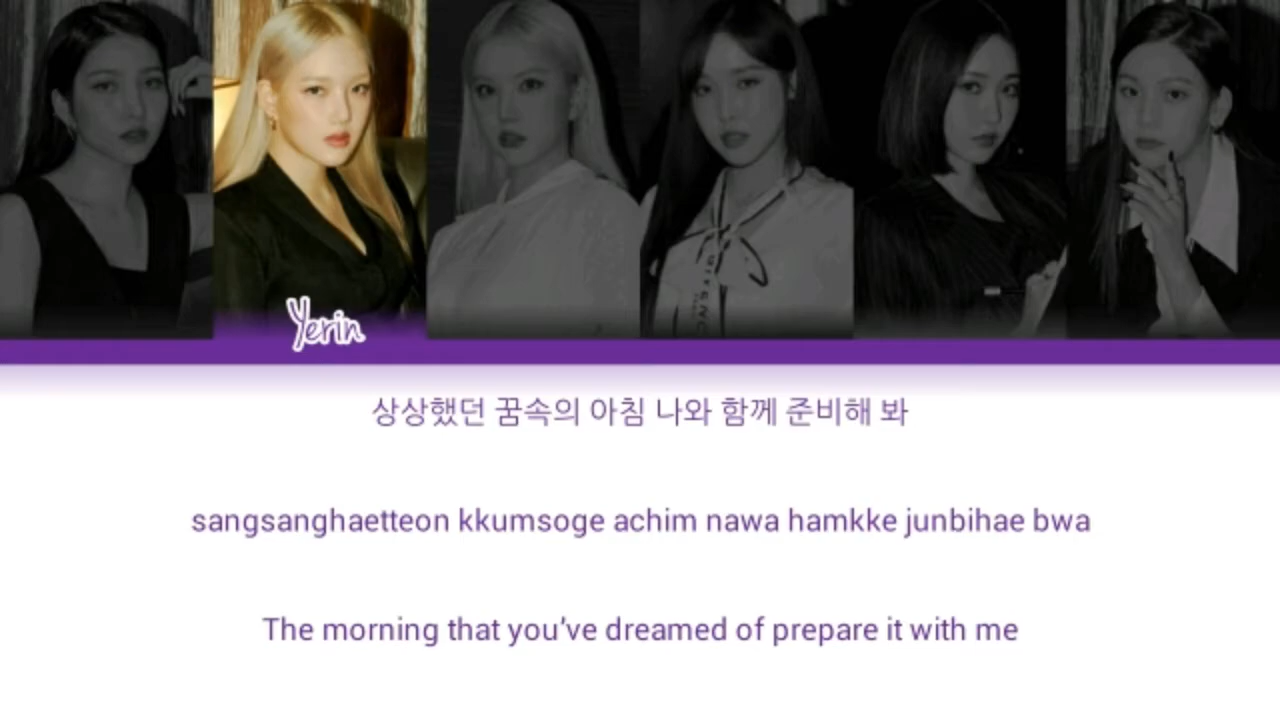 Yerin
상상했던 꿈속의 아침 나와 함께 준비해 봐
sangsanghaetteon kkumsoge achim nawa hamkke junbihae bwa
The morning that you've dreamed of prepare it with me